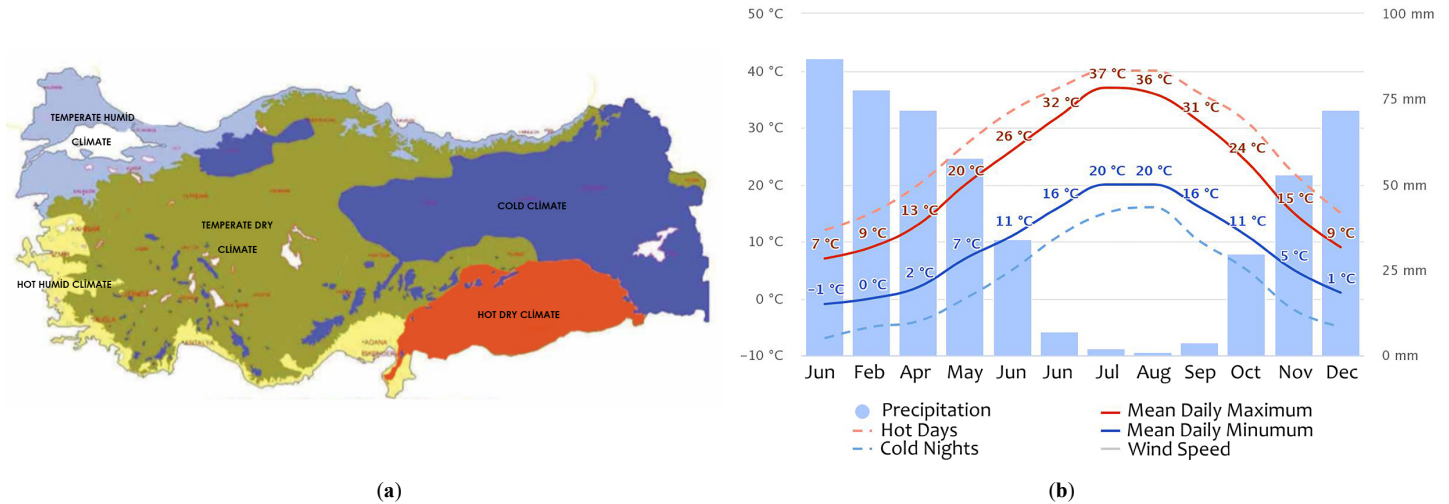 TEMPERATE HUMİD
CLİMATE
COLD CLİMATE
TEMPERATE DRY
CLİMATE
HOT HUMİD CLİMATE
HOT DRY CLİMATE
ANTALYA
ADANA
(a)
50 °C
40 °C
30 °C
20 °C
10 °C
0 °C
−10 °C
100 mm
75 mm
50 mm
25 mm
0 mm
7 °C
9 °C
13 °C
20 °C
26 °C
32 °C
37 °C
36 °C
31 °C
24 °C
15 °C
9 °C
−1 °C
0 °C
2 °C
7 °C
11 °C
16 °C
20 °C
20 °C
16 °C
11 °C
5 °C
1 °C
Jun Feb Apr May Jun Jun Jul Aug Sep Oct Nov Dec
Precipitation
Hot Days
Cold Nights
Mean Daily Maximum
Mean Daily Minumum
Wind Speed
(b)